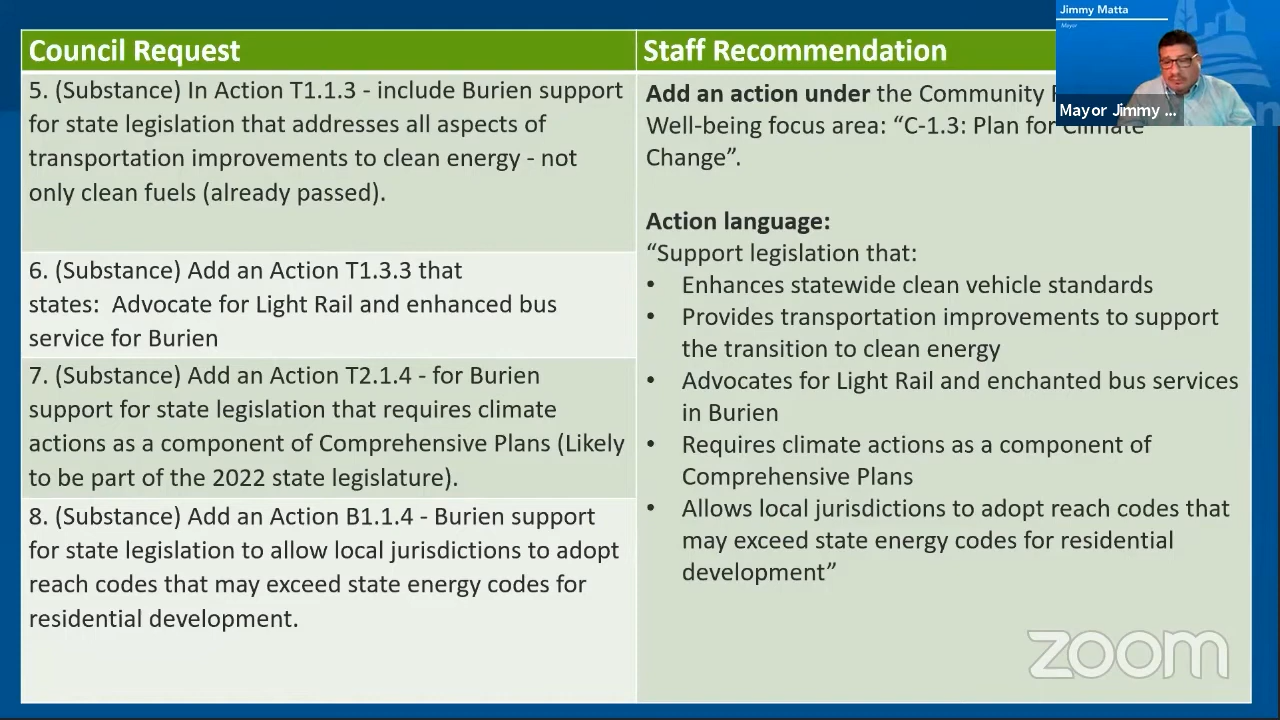 Council Request
Staff Recommendation
5. (Substance) In Action T1.1.3 - include Burien support
for state legislation that addresses all aspects of
transportation improvements to clean energy - not
only clean fuels (already passed).
6. (Substance) Add an Action T1.3.3 that
states:  Advocate for Light Rail and enhanced bus
service for Burien
7. (Substance) Add an Action T2.1.4 - for Burien
support for state legislation that requires climate
actions as a component of Comprehensive Plans (Likely
to be part of the 2022 state legislature).
8. (Substance) Add an Action B1.1.4 - Burien support
for state legislation to allow local jurisdictions to adopt
reach codes that may exceed state energy codes for
residential development.
Add an action under the Community
Well-being focus area: “C-1.3: Plan for Climate
Change”.
Action language:
“Support legislation that:
• Enhances statewide clean vehicle standards
• Provides transportation improvements to support
the transition to clean energy
• Advocates for Light Rail and enchanted bus services
in Burien
• Requires climate actions as a component of
Comprehensive Plans
• Allows local jurisdictions to adopt reach codes that
may exceed state energy codes for residential
development”
Jimmy Matta
Mayor
Mayor Jimmy ...
zoom